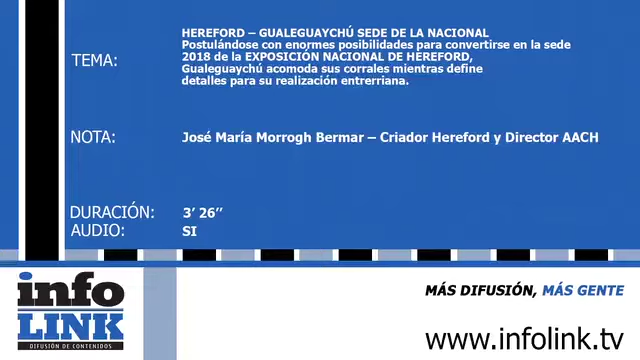 HEREFORD – GUALEGUAYCHÚ SEDE DE LA NACIONAL
Postulándose con enormes posibilidades para convertirse en la sede
TEMA:
2018 de la EXPOSICIÓN NACIONAL DE HEREFORD,
Gualeguaychú acomoda sus corrales mientras define
detalles para su realización entrerriana.
NOTA:
José María Morrogh Bermar – Criador Hereford y Director AACH
DURACIÓN:
3’ 26’’
AUDIO:
SI
info
LINK
DIFUSIÓN DE CONTENIDOS
MÁS DIFUSIÓN, MÁS GENTE
www.infolink.tv